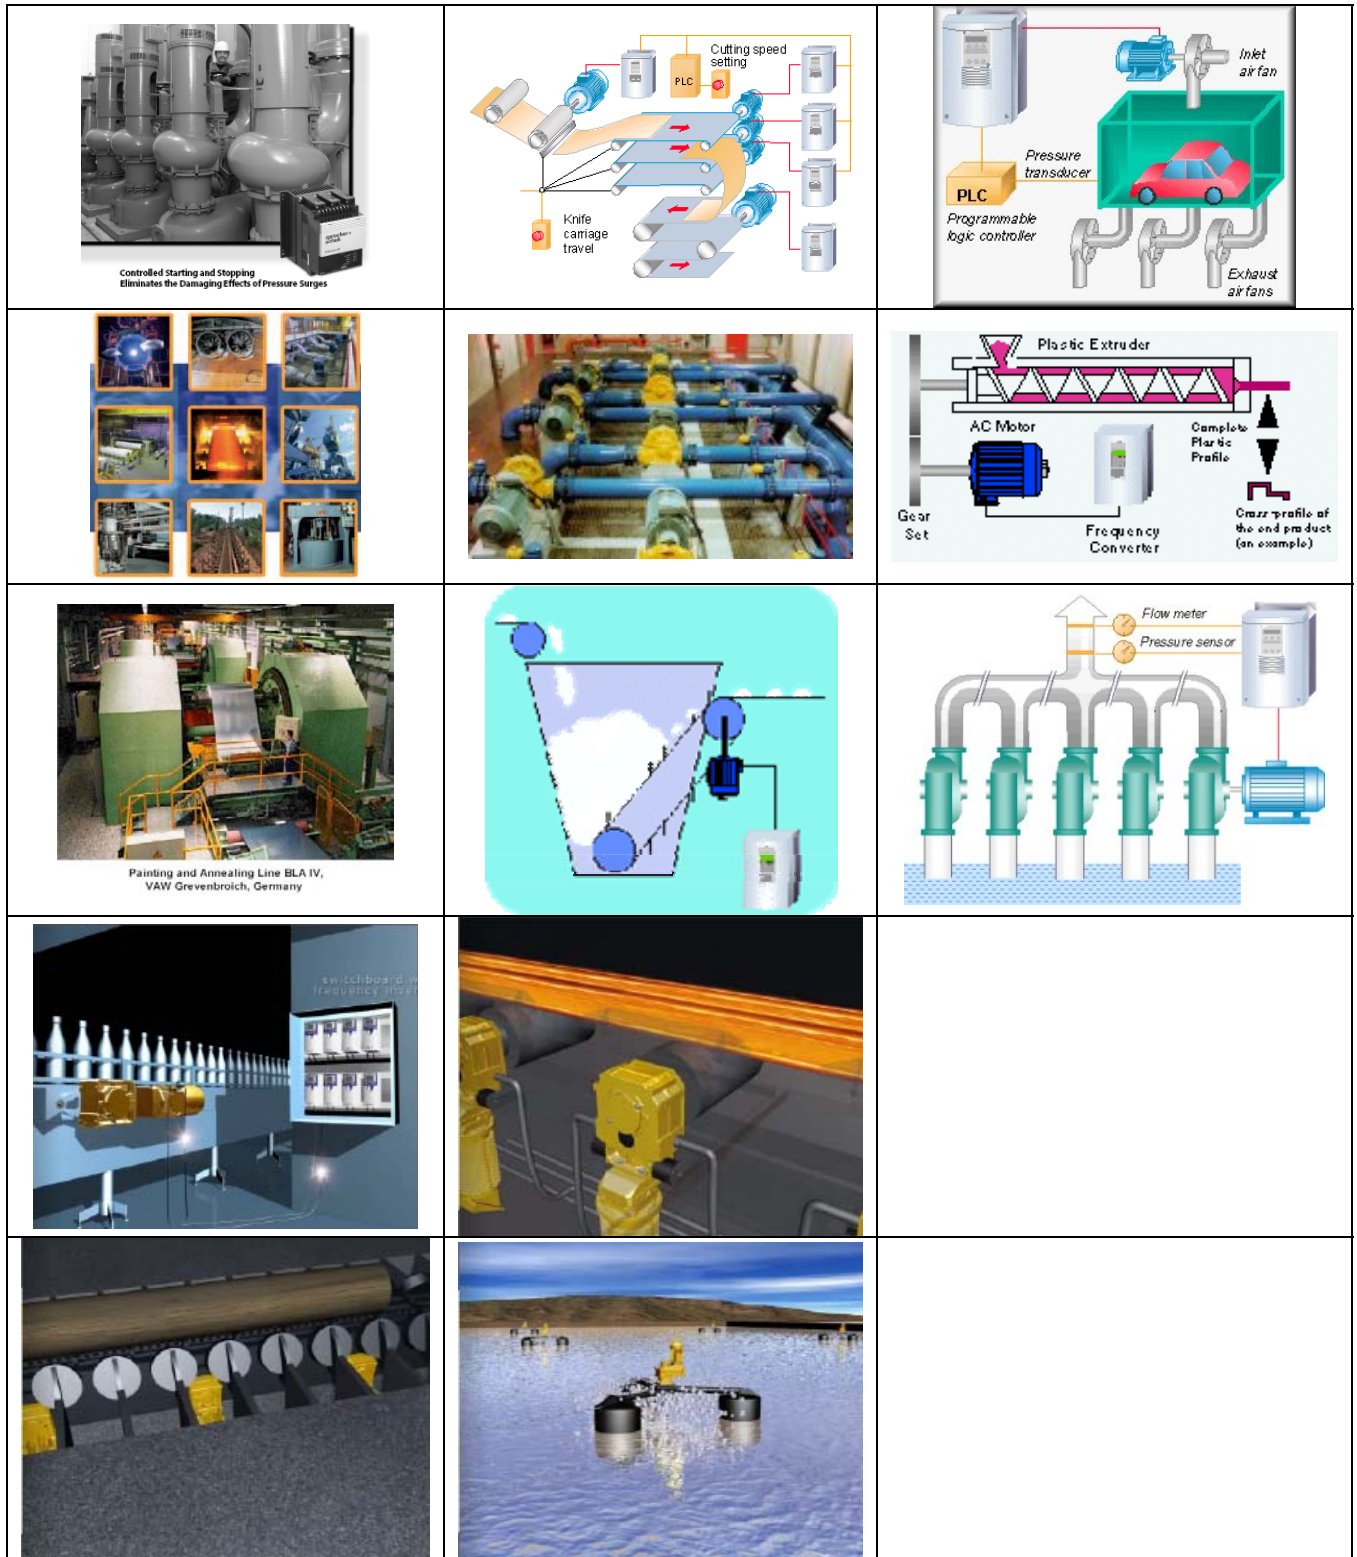 Controlled Starting and Stopping
Eliminates the Damaging Effects of Pressure Surges
Cutting speed
setting
PLC
Knife
carriage
travel
Inlet
air fan
Pressure
transducer
PLC
Programmable
logic controller
Exhaust
air fans
Plastic Extruder
AC Motor
Complete
Plastic
Profile
Gear
Set
Frequency
Converter
Cross-profile of
the end product
(an example)
Painting and Annealing Line BLA IV,
VAW Grevenbroich, Germany
Flow meter
Pressure sensor
switchboard w
frequency inver